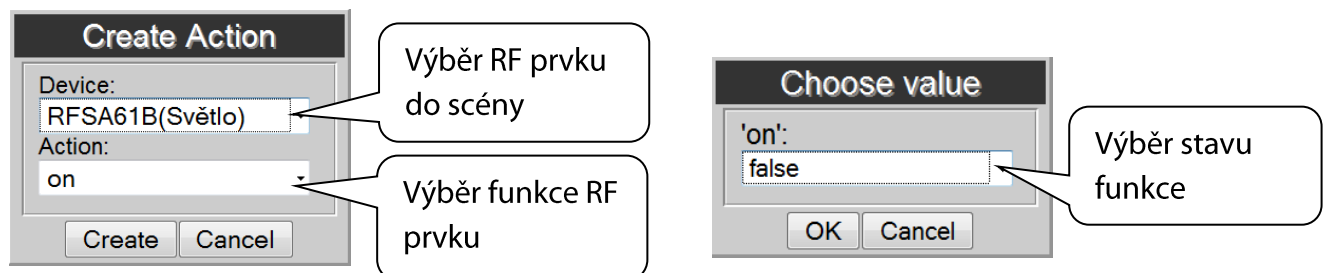 Create Action
Device:
RFSA61B(Světlo)
Action:
on
Create
Cancel
Výběr RF prvku
do scény
Výběr funkce RF
prvku
Choose value
'on':
false
OK
Cancel
Výběr stavu
funkce